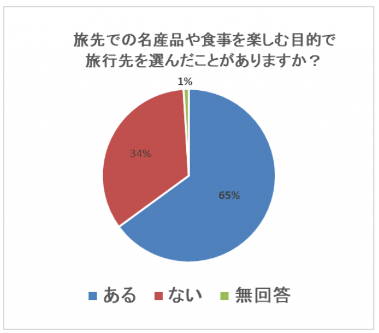 旅先での名産品や食事を楽しむ目的で
旅行先を選んだことがありますか？
1%
34%
65%
ある ない 無回答